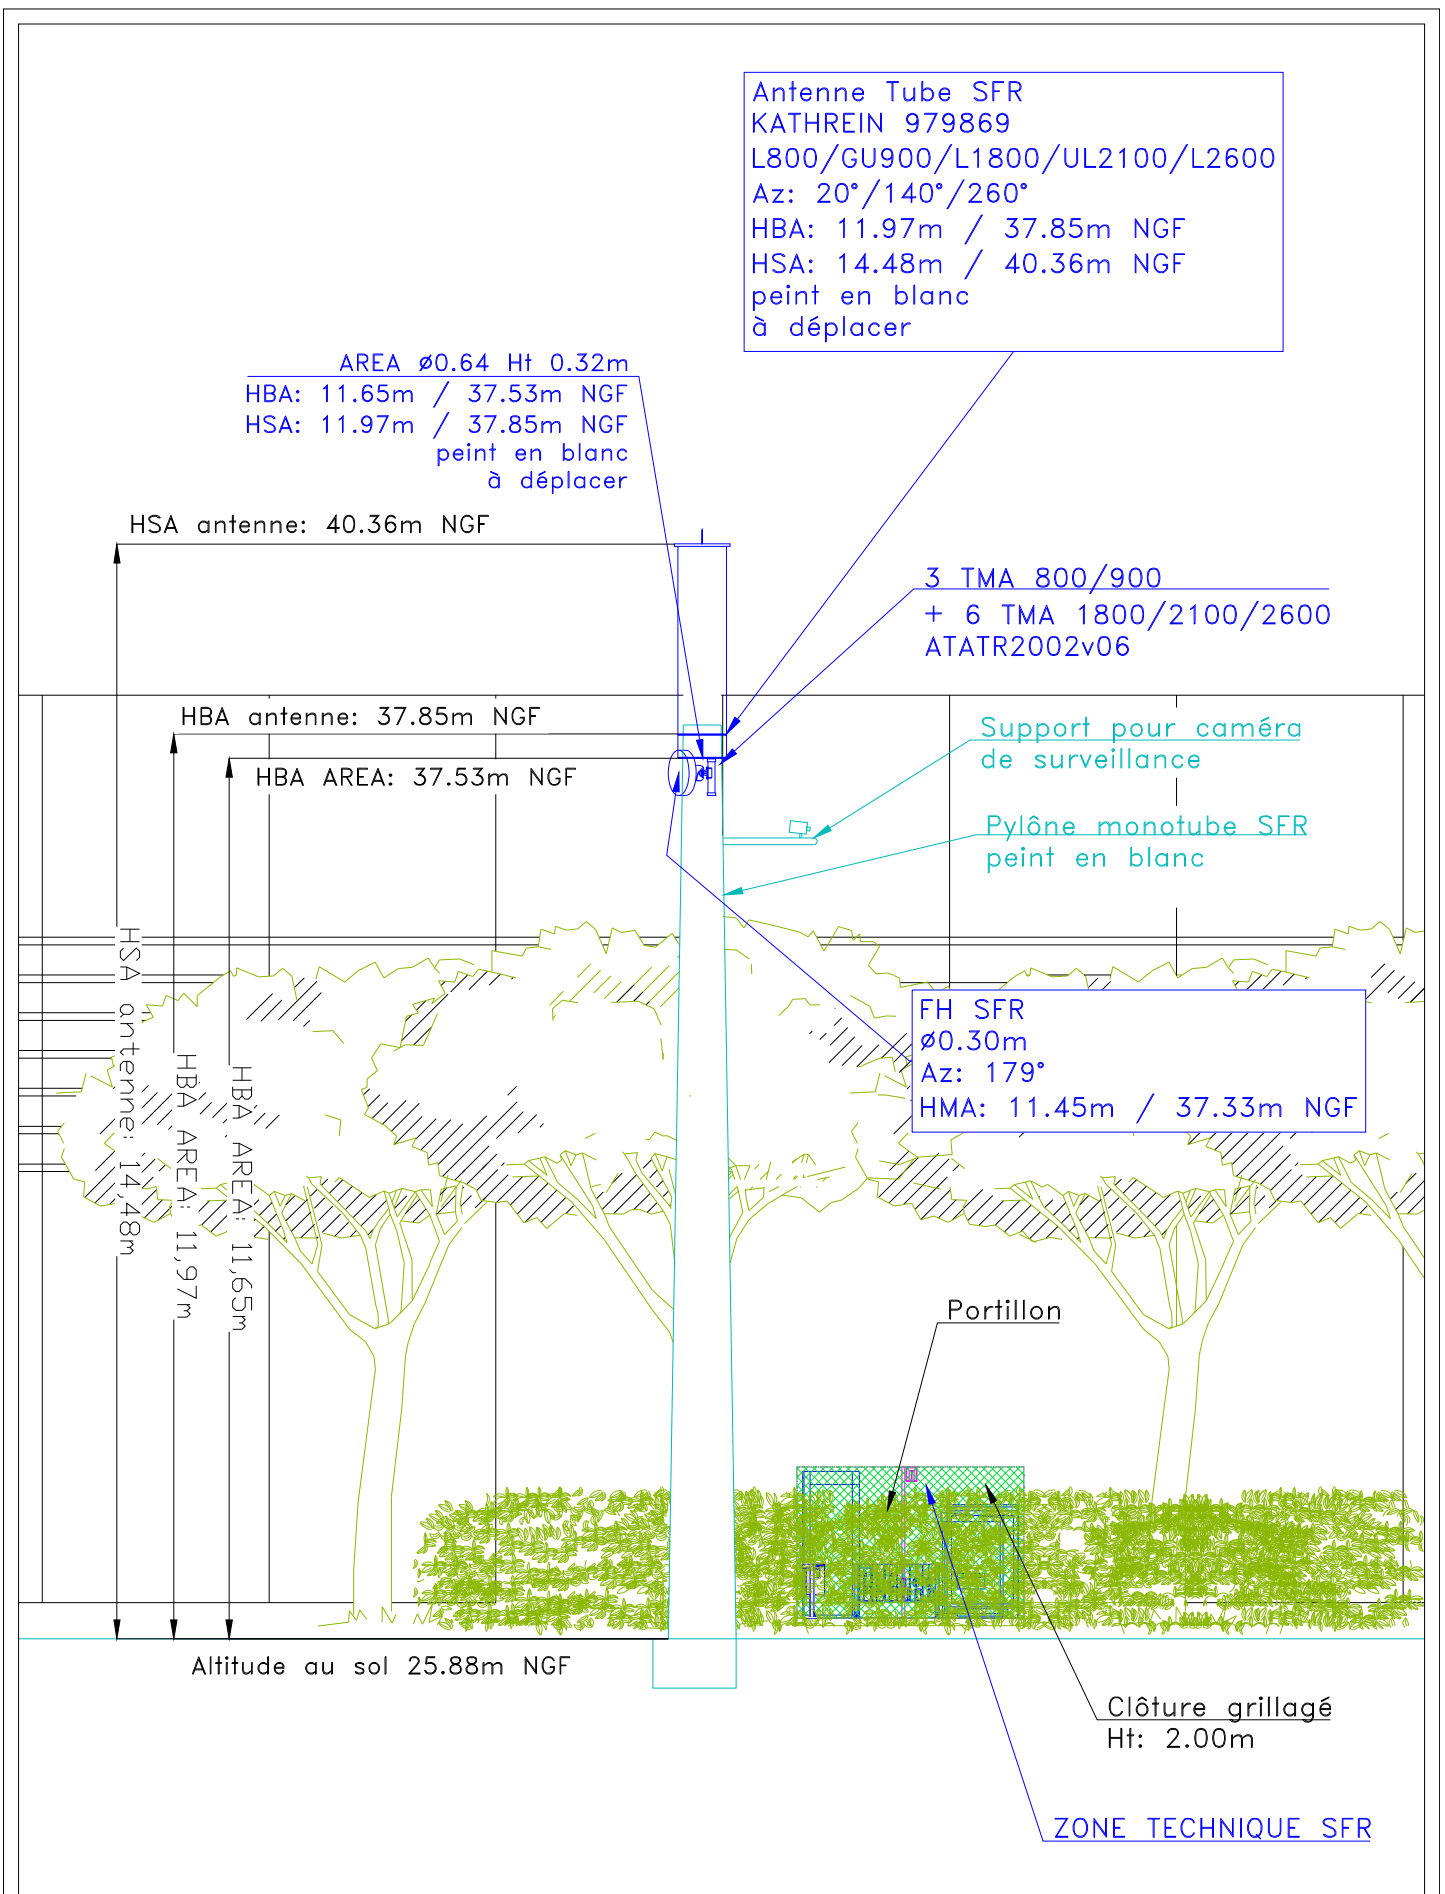 Antenne Tube SFR
KATHREIN 979869
L800/GU900/L1800/UL2100/L2600
Az: 20°/140°/260°
HBA: 11.97m / 37.85m NGF
HSA: 14.48m / 40.36m NGF
peint en blanc
à déplacer
AREA ø0.64 Ht 0.32m
HBA: 11.65m / 37.53m NGF
HSA: 11.97m / 37.85m NGF
peint en blanc
à déplacer
HSA antenne: 40.36m NGF
3 TMA 800/900
+ 6 TMA 1800/2100/2600
ATATR2002v06
HBA antenne: 37.85m NGF
HBA AREA: 37.53m NGF
Support pour caméra
de surveillance
Pylône monotube SFR
peint en blanc
HSA antenne: 14,48m
HBA AREA: 11,97m
HBA AREA: 11,65m
FH SFR
ø0.30m
Az: 179°
HMA: 11.45m / 37.33m NGF
Portillon
Altitude au sol 25.88m NGF
Clôture grillagé
Ht: 2.00m
ZONE TECHNIQUE SFR